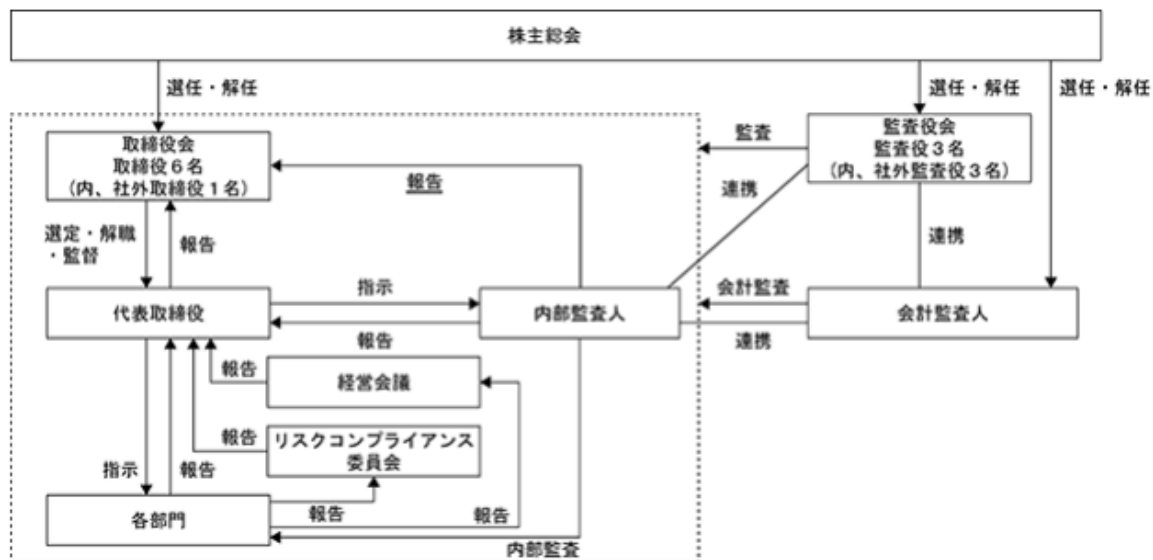 株主総会
選任・解任
選任・解任
選任・解任
取締役会
取締役6名
(内、社外取締役1名)
監査
監査役会
監査役3名
(内、社外監査役3名)
報告
連携
選定・解職
・監督
報告
連携
指示
会計監査
代表取締役
内部監査人
会計監査人
報告
連携
報告
経営会議
報告
リスクコンプライアンス
委員会
指示
報告
各部門
報告
報告
内部監査